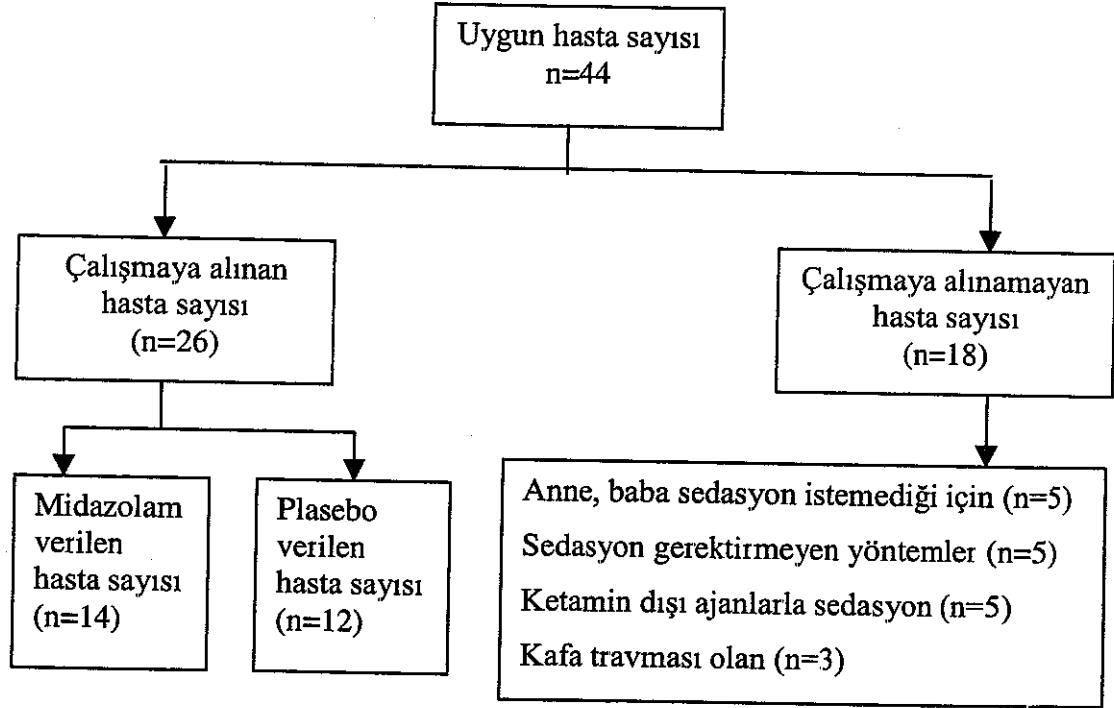 Uygun hasta sayısı
n=44
Çalışmaya alınan
hasta sayısı
(n=26)
Çalışmaya alınamayan
hasta sayısı
(n=18)
Midazolam
verilen
hasta sayısı
(n=14)
Plasebo
verilen
hasta sayısı
(n=12)
Anne, baba sedasyon istemediği için (n=5)
Sedasyon gerektirmeyen yöntemler (n=5)
Ketamin dışı ajanlarla sedasyon (n=5)
Kafa travması olan (n=3)